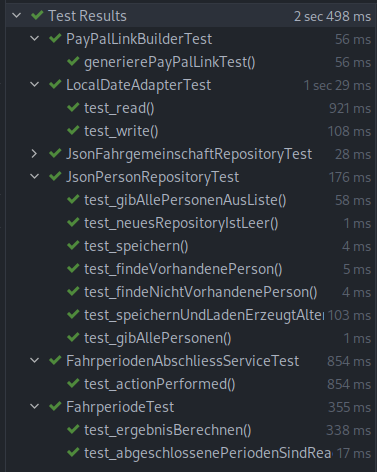 Test Results 2 sec 498 ms
PayPalLinkBuilderTest 56 ms
generierePayPalLinkTest() 56 ms
LocalDateAdapterTest 1 sec 29 ms
test_read() 921 ms
test_write() 108 ms
JsonFahrgemeinschaftRepositoryTest 28 ms
JsonPersonRepositoryTest 176 ms
test_gibAllePersonenAusListe() 58 ms
test_neuesRepositoryIstLeer() 1 ms
test_speichern() 4 ms
test_findeVorhandenePerson() 5 ms
test_findeNichtVorhandenePerson() 4 ms
test_speichernUndLadenErzeugtAlter 103 ms
test_gibAllePersonen() 1 ms
FahrperiodenAbschliessServiceTest 854 ms
test_actionPerformed() 854 ms
FahrperiodeTest 355 ms
test_ergebnisBerechnen() 338 ms
test_abgeschlossenePeriodenSindRea 17 ms